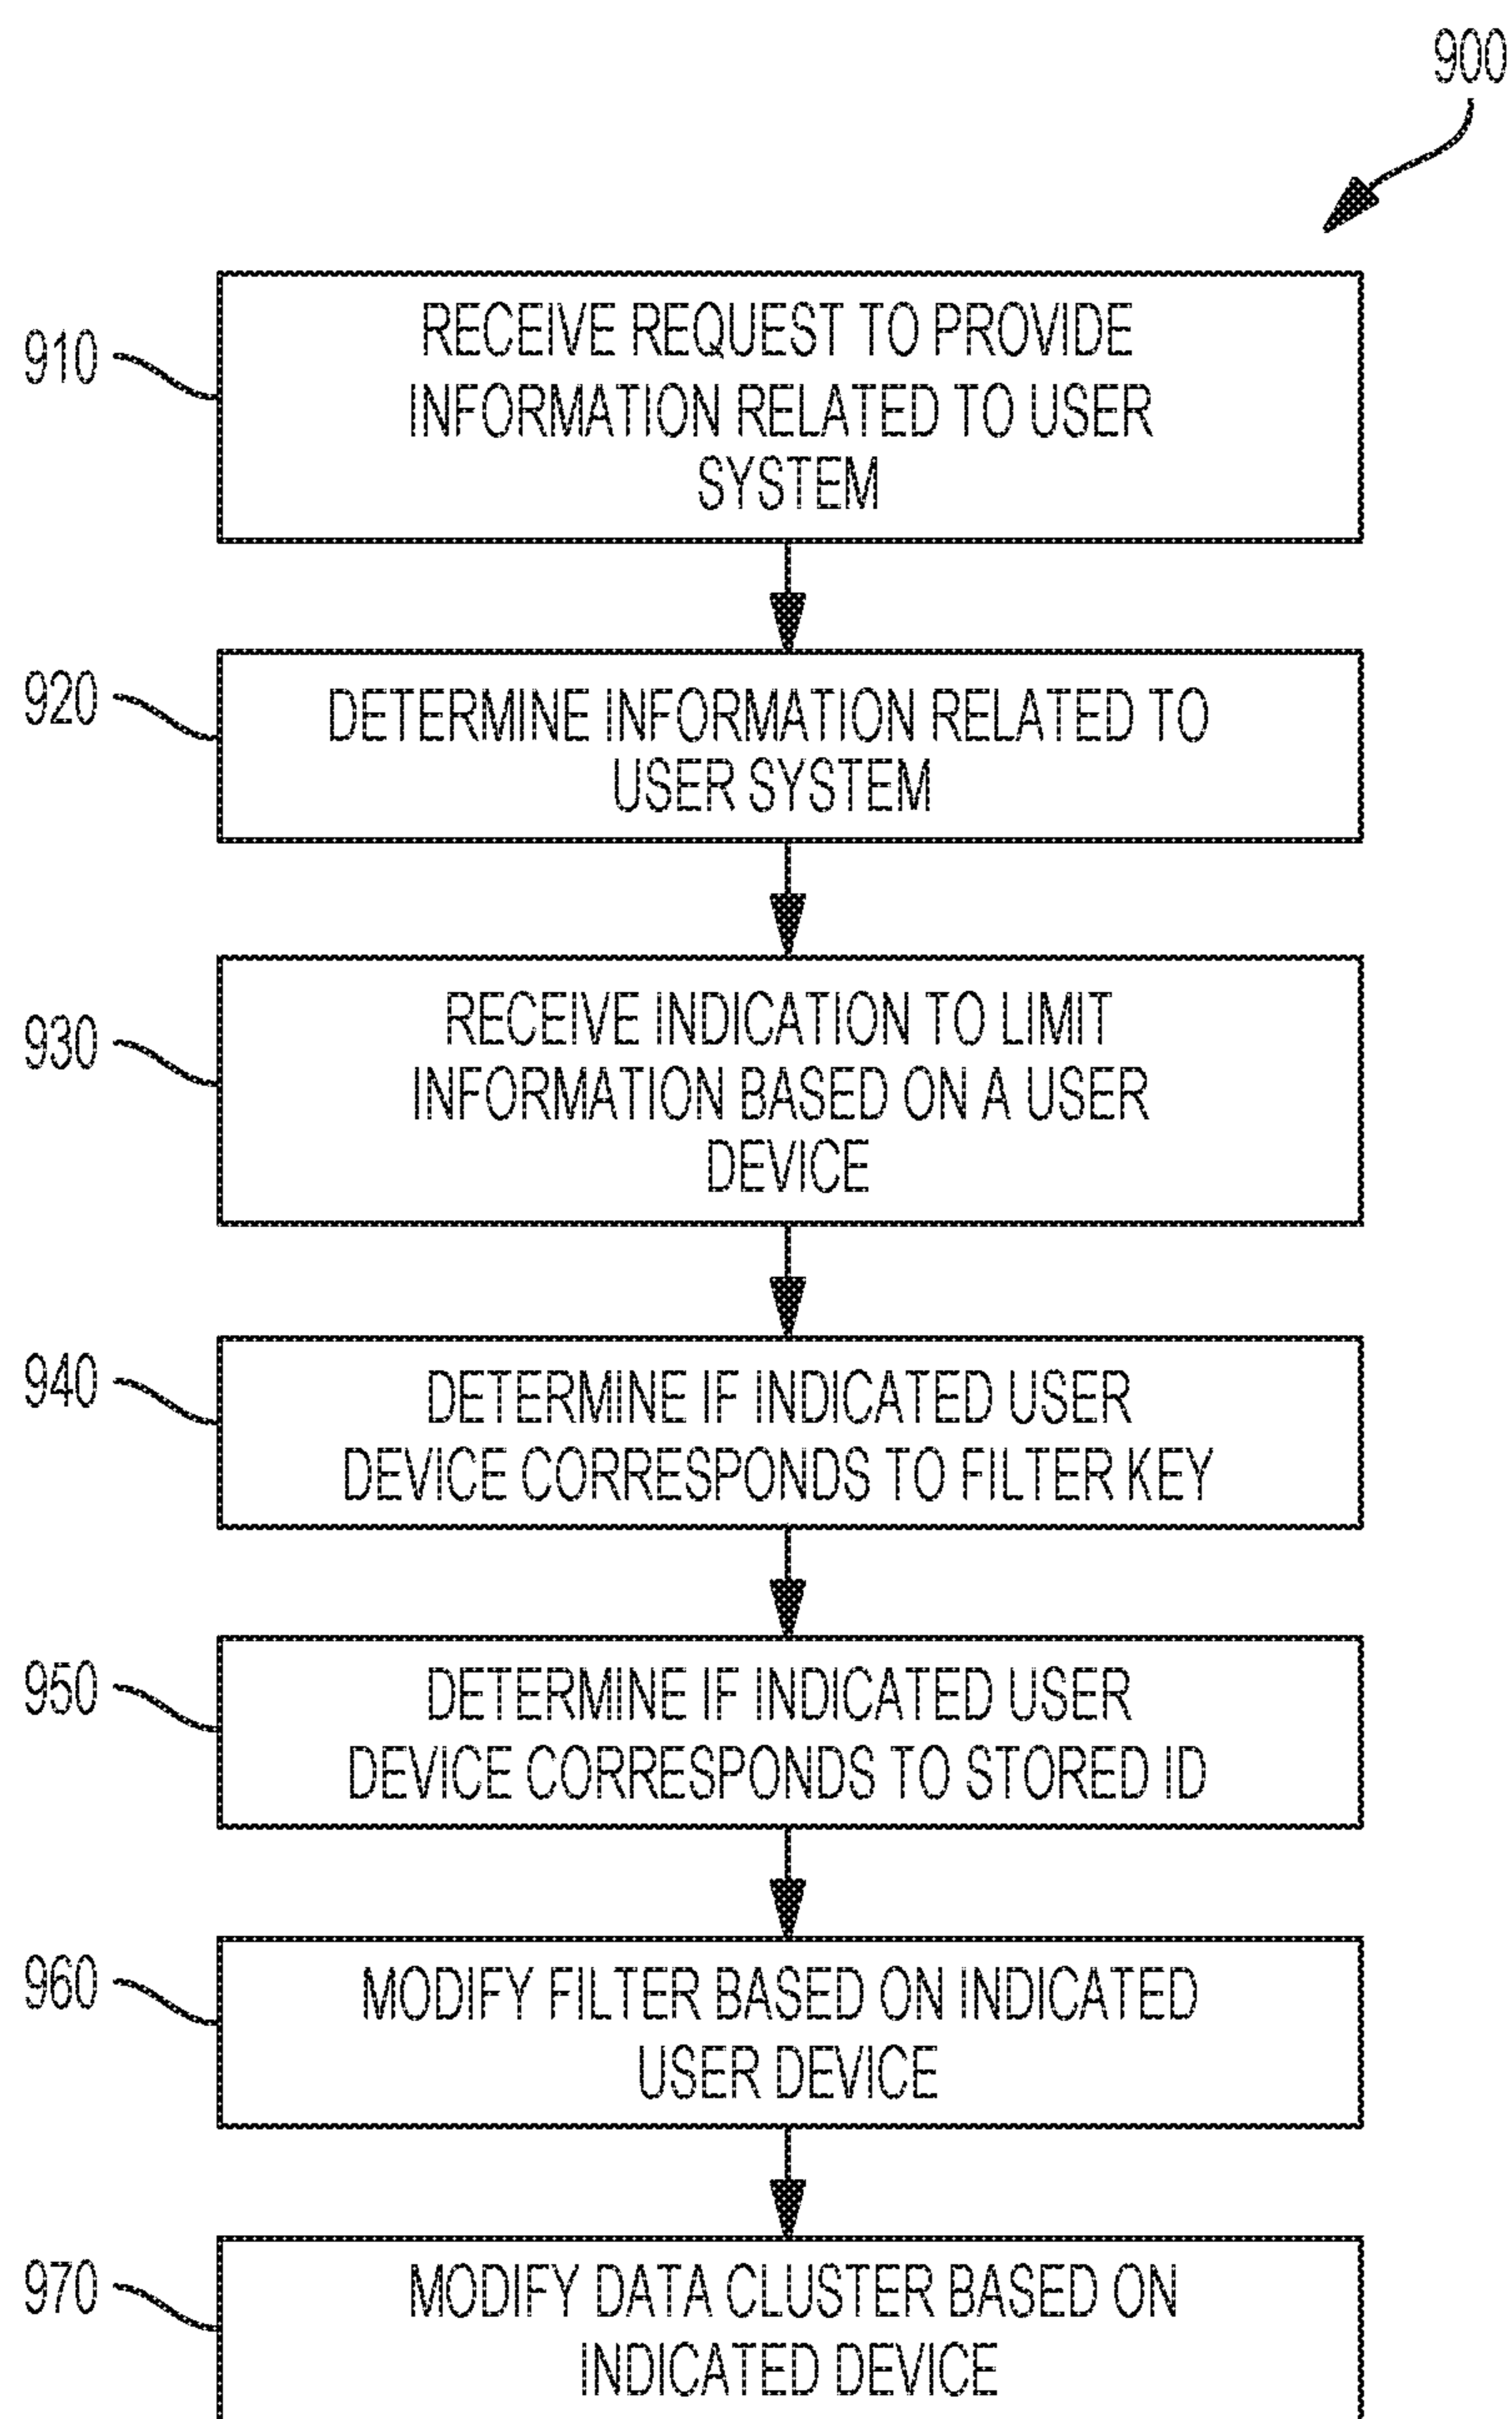 900
910
RECEIVE REQUEST TO PROVIDE
INFORMATION RELATED TO USER
SYSTEM
920
DETERMINE INFORMATION RELATED TO
USER SYSTEM
930
RECEIVE INDICATION TO LIMIT
INFORMATION BASED ON A USER
DEVICE
940
DETERMINE IF INDICATED USER
DEVICE CORRESPONDS TO FILTER KEY
950
DETERMINE IF INDICATED USER
DEVICE CORRESPONDS TO STORED ID
960
MODIFY FILTER BASED ON INDICATED
USER DEVICE
970
MODIFY DATA CLUSTER BASED ON
INDICATED DEVICE